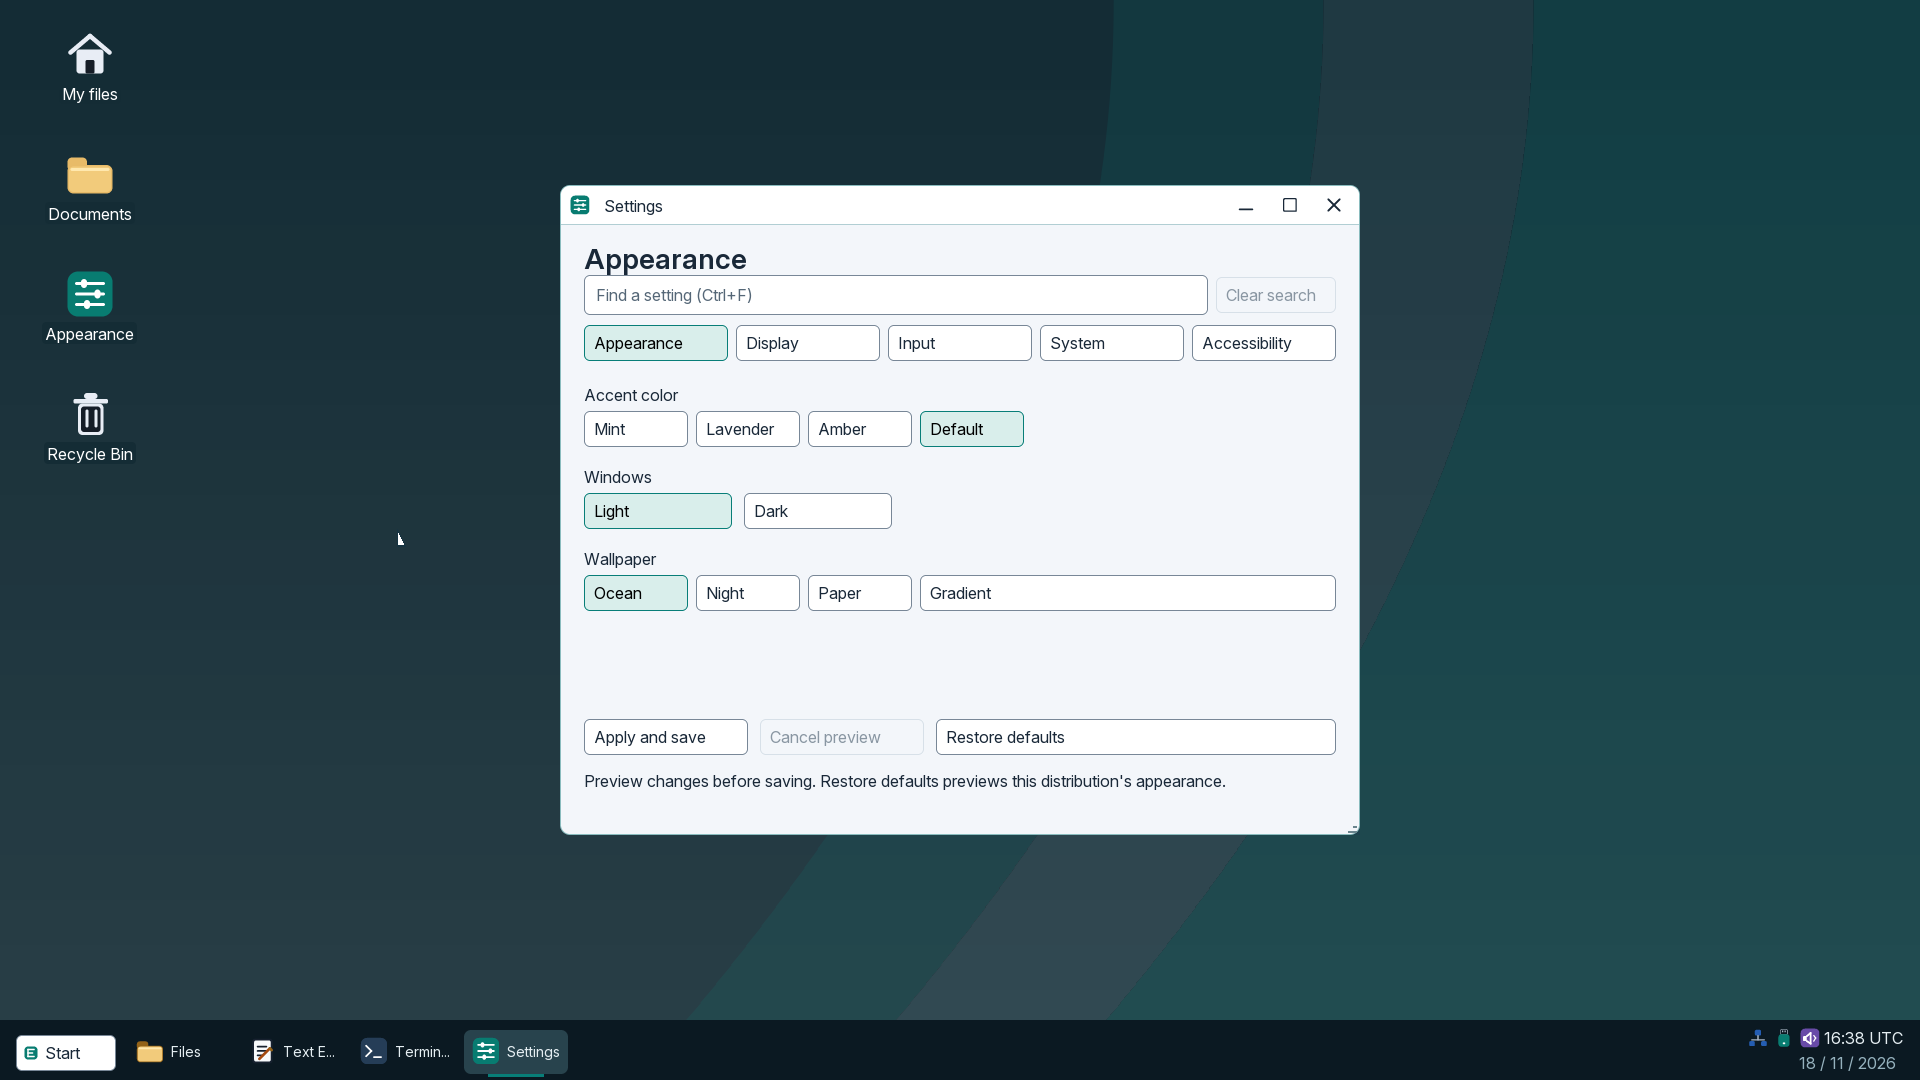 My files
Documents
Appearance
Recycle Bin
Settings
Appearance
Find a setting (Ctrl+F)
Clear search
Appearance
Display
Input
System
Accessibility
Accent color
Mint
Lavender
Amber
Default
Windows
Light
Dark
Wallpaper
Ocean
Night
Paper
Gradient
Apply and save
Cancel preview
Restore defaults
Preview changes before saving. Restore defaults previews this distribution's appearance.
Start
Files
Text E...
Termin...
Settings
16:38 UTC
18 / 11 / 2026